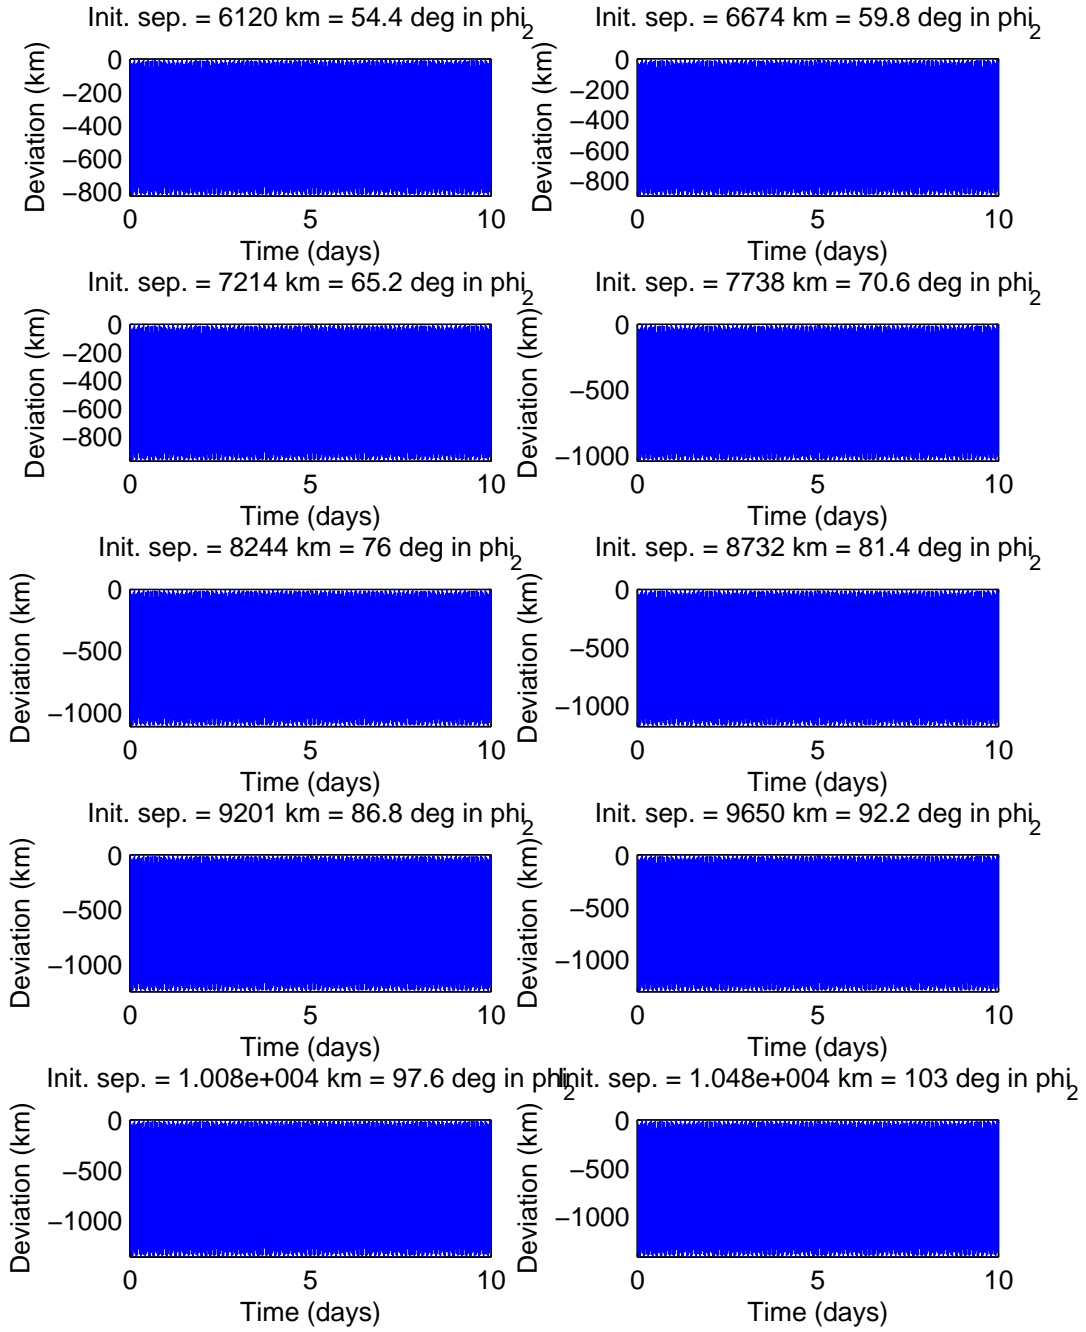 Init. sep. = 6120 km = 54.4 deg in phi2
Deviation (km)
0
−200
−400
−600
−800
0 5 10
Time (days)
Init. sep. = 6674 km = 59.8 deg in phi2
Deviation (km)
0
−200
−400
−600
−800
0 5 10
Time (days)
Init. sep. = 7214 km = 65.2 deg in phi2
Deviation (km)
0
−200
−400
−600
−800
0 5 10
Time (days)
Init. sep. = 7738 km = 70.6 deg in phi2
Deviation (km)
0
−500
−1000
0 5 10
Time (days)
Init. sep. = 8244 km = 76 deg in phi2
Deviation (km)
0
−500
−1000
0 5 10
Time (days)
Init. sep. = 8732 km = 81.4 deg in phi2
Deviation (km)
0
−500
−1000
0 5 10
Time (days)
Init. sep. = 9201 km = 86.8 deg in phi2
Deviation (km)
0
−500
−1000
0 5 10
Time (days)
Init. sep. = 9650 km = 92.2 deg in phi2
Deviation (km)
0
−500
−1000
0 5 10
Time (days)
Init. sep. = 1.008e+004 km = 97.6 deg in phi2
Deviation (km)
0
−500
−1000
0 5 10
Time (days)
Init. sep. = 1.048e+004 km = 103 deg in phi2
Deviation (km)
0
−500
−1000
0 5 10
Time (days)